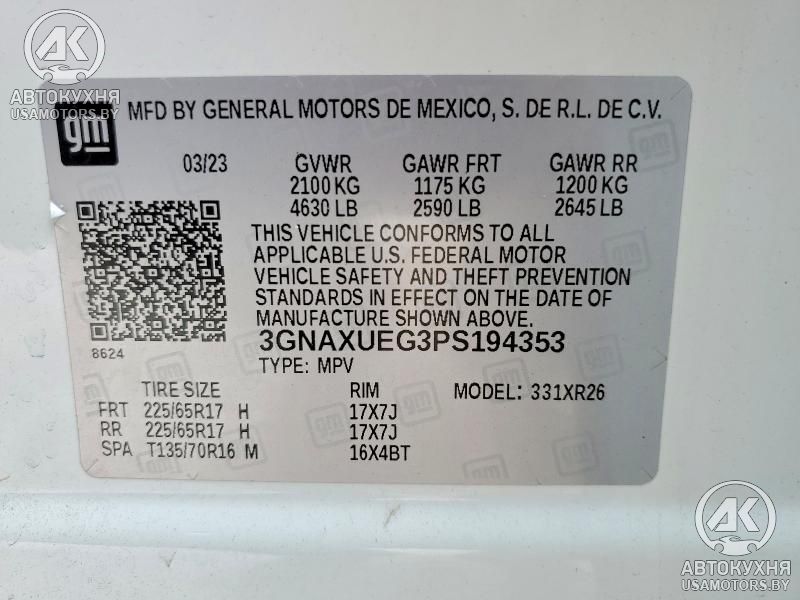 AK
АВТОКУХНЯ
USAMOTORS.BY
gm
MFD BY GENERAL MOTORS DE MEXICO, S. DE R.L. DE C.V.
03/23 GVWR GAWR FRT GAWR RR
2100 KG 1175 KG 1200 KG
4630 LB 2590 LB 2645 LB
THIS VEHICLE CONFORMS TO ALL
APPLICABLE U.S. FEDERAL MOTOR
VEHICLE SAFETY AND THEFT PREVENTION
STANDARDS IN EFFECT ON THE DATE OF
MANUFACTURE SHOWN ABOVE.
8624
3GNAXUEG3PS194353
TYPE: MPV
TIRE SIZE RIM MODEL: 331XR26
FRT 225/65R17 H 17X7J
RR 225/65R17 H 17X7J
SPA T135/70R16 M 16X4BT
AK
АВТОКУХНЯ
USAMOTORS.BY